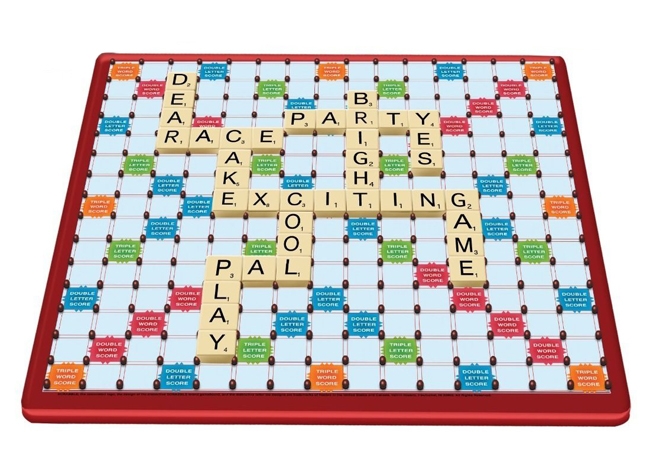 DEAR
BRIGHT
PARTY
YES
RACE
CAKE
EXCITING
COOL
GAME
PAL
PLAY
TRIPLE WORD SCORE
DOUBLE LETTER SCORE
TRIPLE LETTER SCORE
DOUBLE WORD SCORE